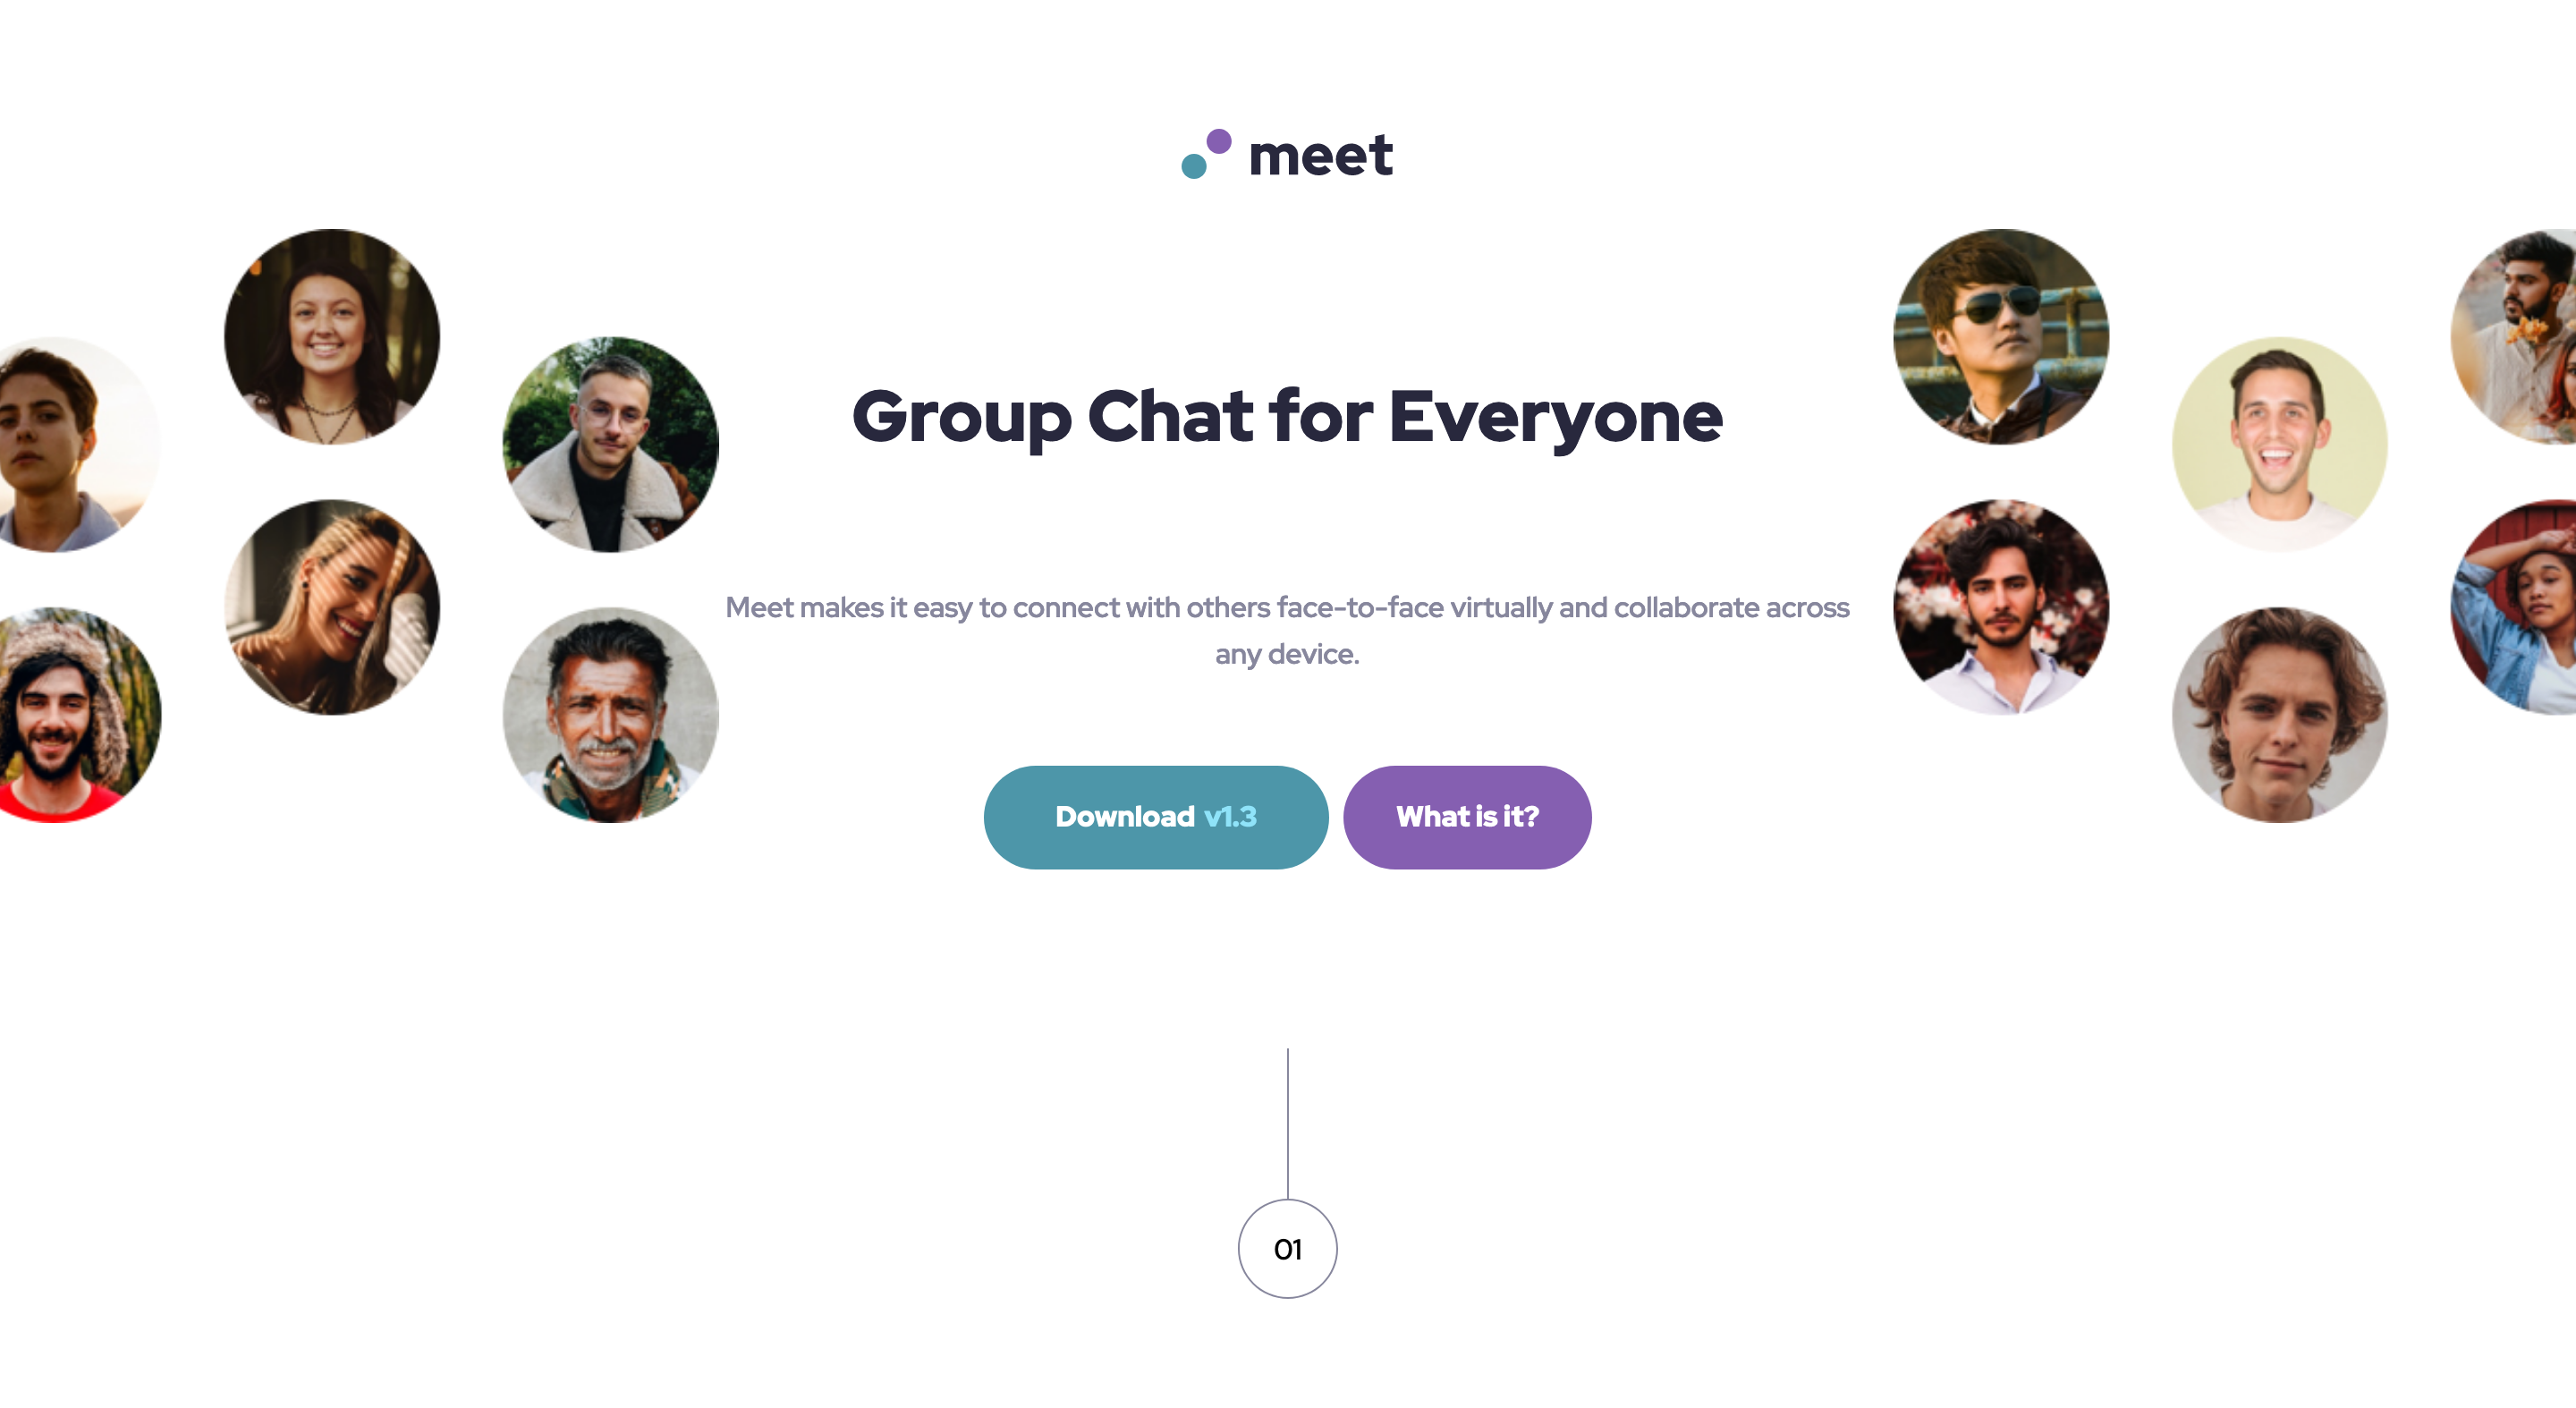 meet
Group Chat for Everyone
Meet makes it easy to connect with others face-to-face virtually and collaborate across
any device.
Download v1.3
What is it?
01